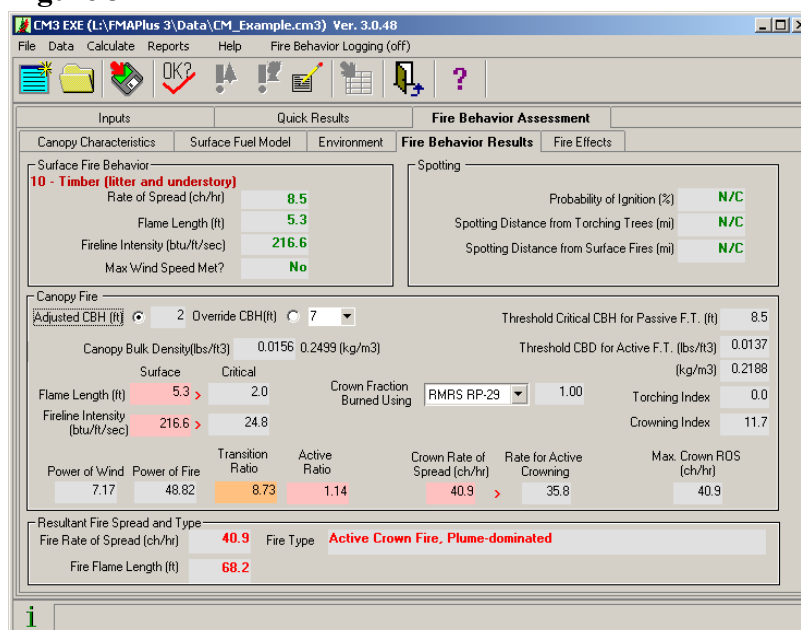 CM3 EXE (L:\FMAPlus 3\Data\CM_Example.cm3) Ver. 3.0.48
File Data Calculate Reports Help Fire Behavior Logging (off)
OK?
?
Inputs Quick Results Fire Behavior Assessment
Canopy Characteristics Surface Fuel Model Environment Fire Behavior Results Fire Effects
Surface Fire Behavior
10 - Timber (litter and understory)
Rate of Spread (ch/hr) 8.5
Flame Length (ft) 5.3
Fireline Intensity (btu/ft/sec) 216.6
Max Wind Speed Met? No
Spotting
Probability of Ignition (%) N/C
Spotting Distance from Torching Trees (mi) N/C
Spotting Distance from Surface Fires (mi) N/C
Canopy Fire
Adjusted CBH (ft) 2 Override CBH(ft) 7 Threshold Critical CBH for Passive F.T. (ft) 8.5
Canopy Bulk Density(lbs/ft3) 0.0156 0.2499 (kg/m3) Threshold CBD for Active F.T. (lbs/ft3) 0.0137
(kg/m3) 0.2188
Surface Critical
Flame Length (ft) 5.3 > 2.0 Crown Fraction Burned Using RMRS RP-29 1.00 Torching Index 0.0
Fireline Intensity (btu/ft/sec) 216.6 > 24.8 Crowning Index 11.7
Power of Wind Power of Fire Transition Ratio Active Ratio Crown Rate of Spread (ch/hr) Rate for Active Crowning Max. Crown ROS (ch/hr)
7.17 48.82 8.73 1.14 40.9 > 35.8 40.9
Resultant Fire Spread and Type
Fire Rate of Spread (ch/hr) 40.9 Fire Type Active Crown Fire, Plume-dominated
Fire Flame Length (ft) 68.2
i